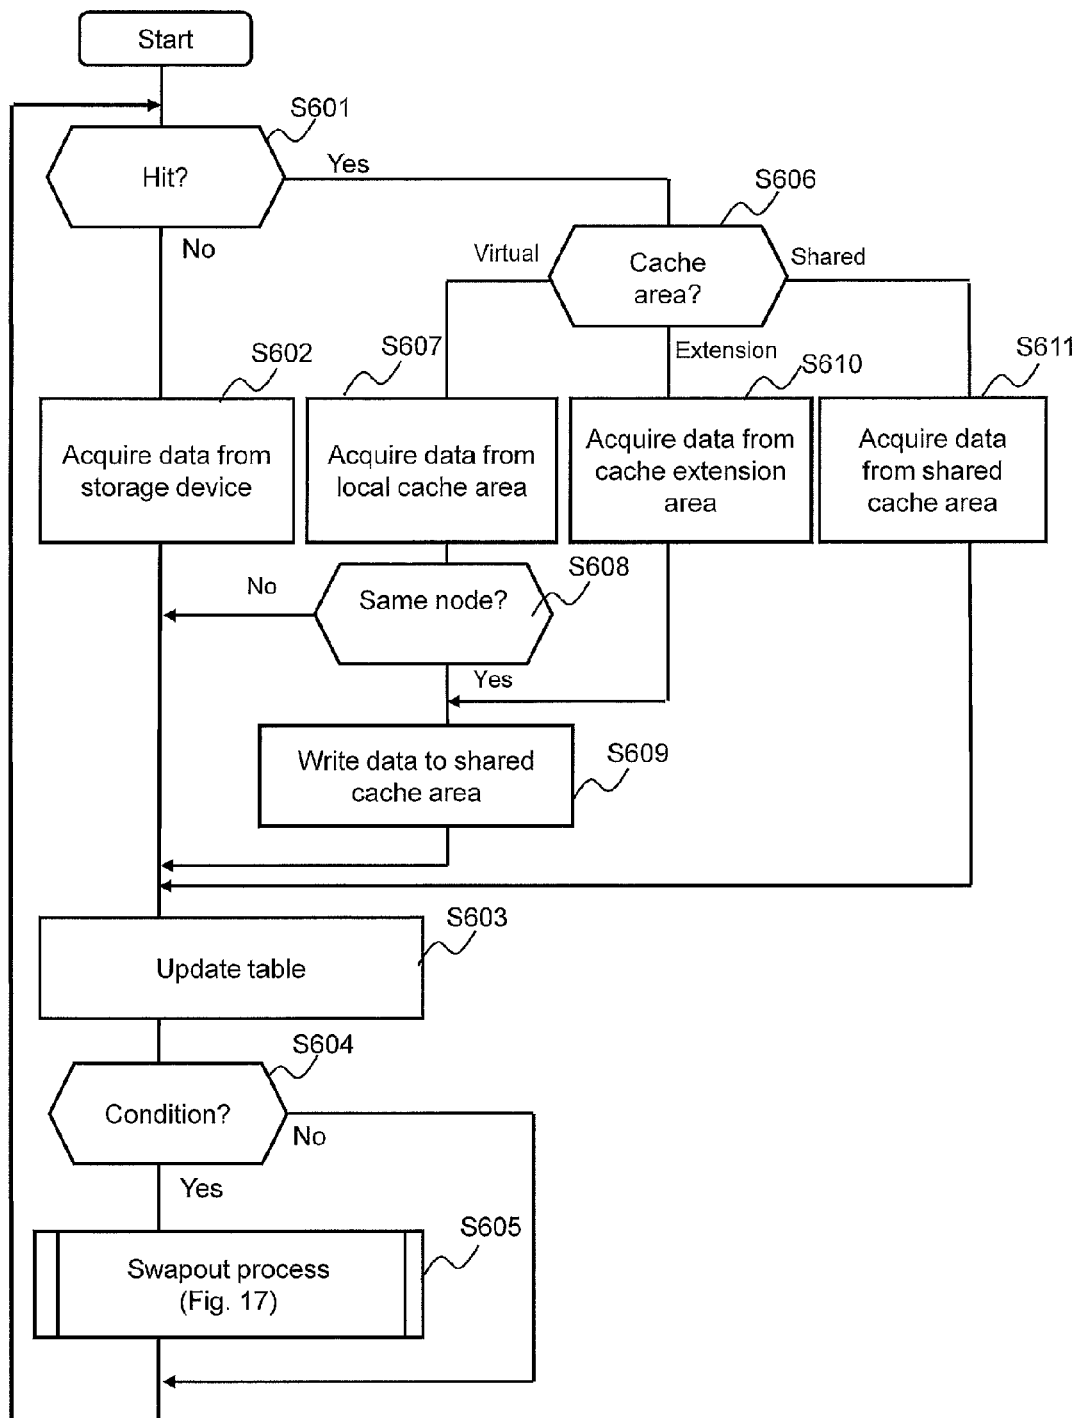 Start
S601
Hit?
Yes
No
S606
Virtual
Cache
area?
Shared
Extension
S602
S607
S610
S611
Acquire data from
storage device
Acquire data from
local cache area
Acquire data from
cache extension
area
Acquire data
from shared
cache area
S608
No
Same node?
Yes
S609
Write data to shared
cache area
S603
Update table
S604
Condition?
No
Yes
S605
Swapout process
(Fig. 17)